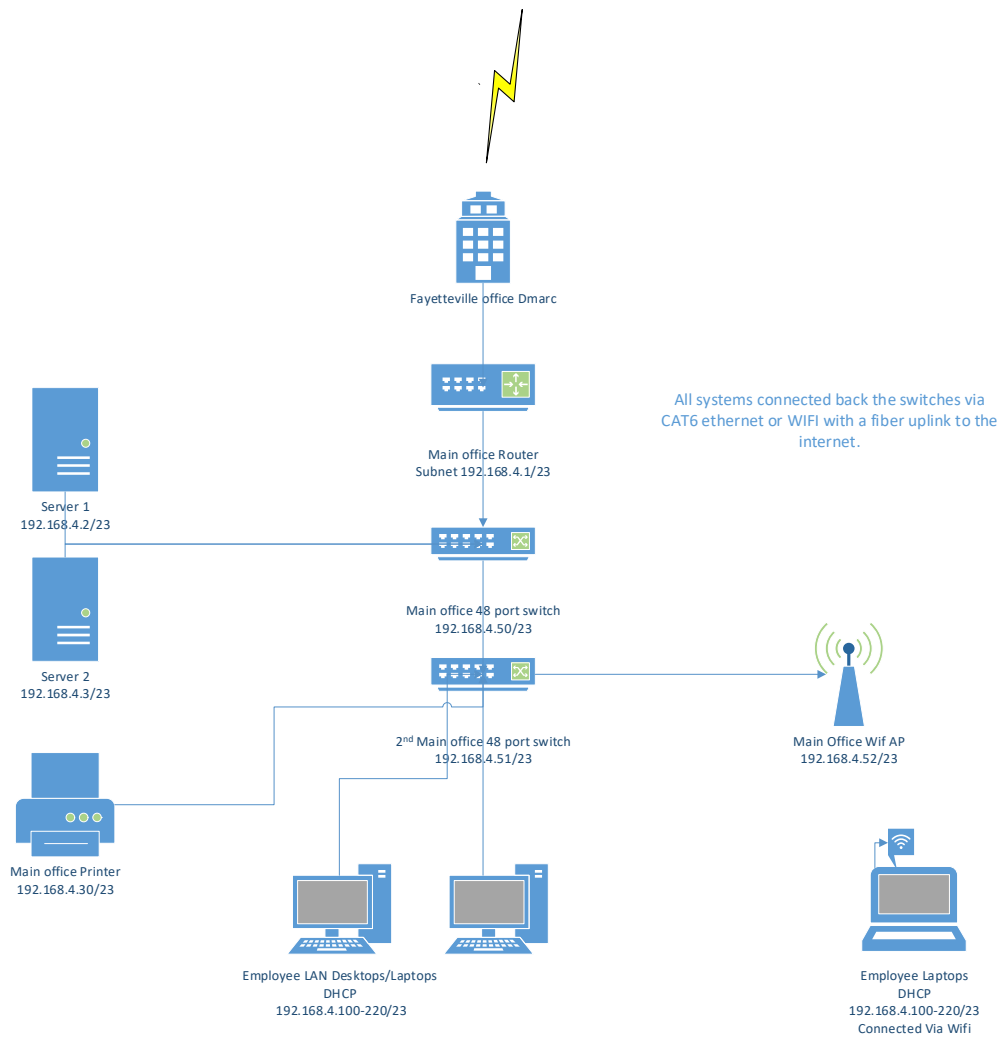 Fayetteville office Dmarc
Main office Router
Subnet 192.168.4.1/23
All systems connected back the switches via
CAT6 ethernet or WIFI with a fiber uplink to the
internet.
Server 1
192.168.4.2/23
Main office 48 port switch
192.168.4.50/23
Server 2
192.168.4.3/23
2nd Main office 48 port switch
192.168.4.51/23
Main Office Wif AP
192.168.4.52/23
Main office Printer
192.168.4.30/23
Employee LAN Desktops/Laptops
DHCP
192.168.4.100-220/23
Employee Laptops
DHCP
192.168.4.100-220/23
Connected Via Wifi